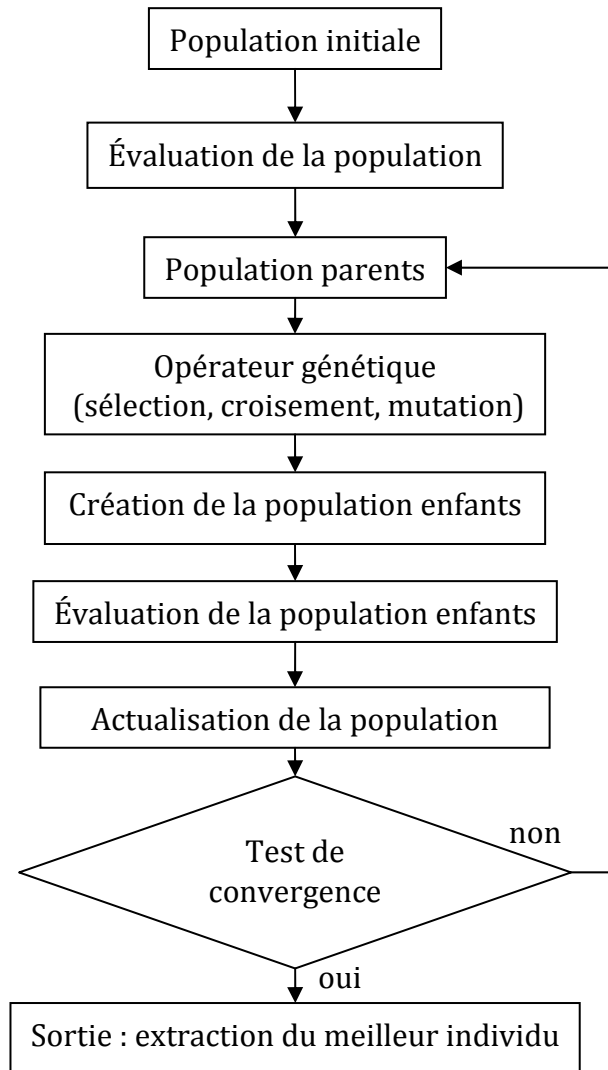 Population initiale
Évaluation de la population
Population parents
Opérateur génétique
(sélection, croisement, mutation)
Création de la population enfants
Évaluation de la population enfants
Actualisation de la population
Test de
convergence
non
oui
Sortie : extraction du meilleur individu